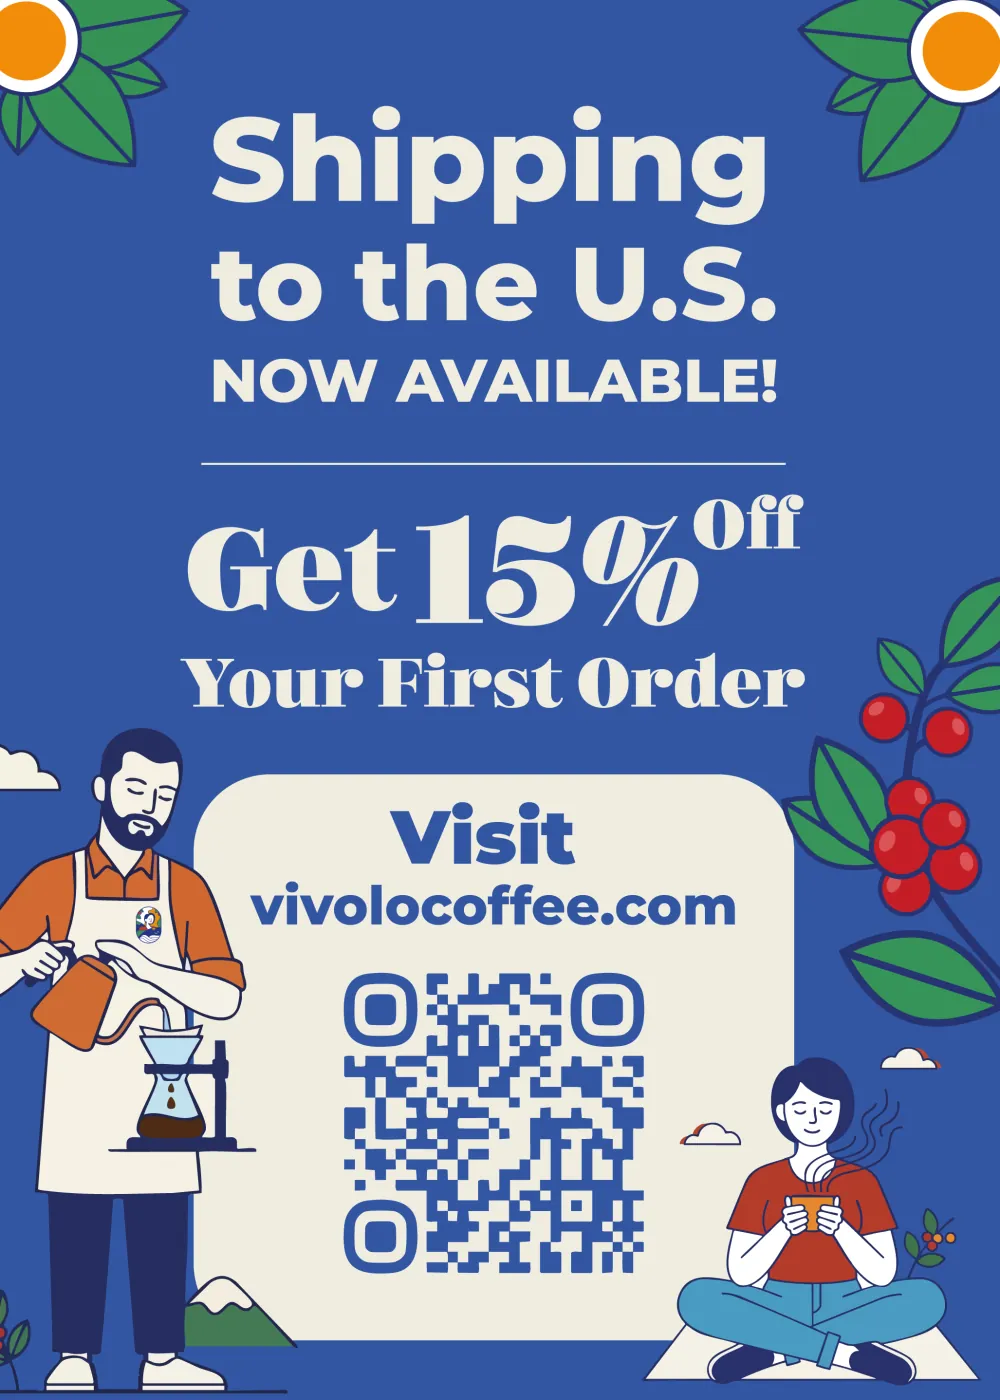 Shipping
to the U.S.
NOW AVAILABLE!
Get 15% Off
Your First Order
Visit
vivolocoffee.com